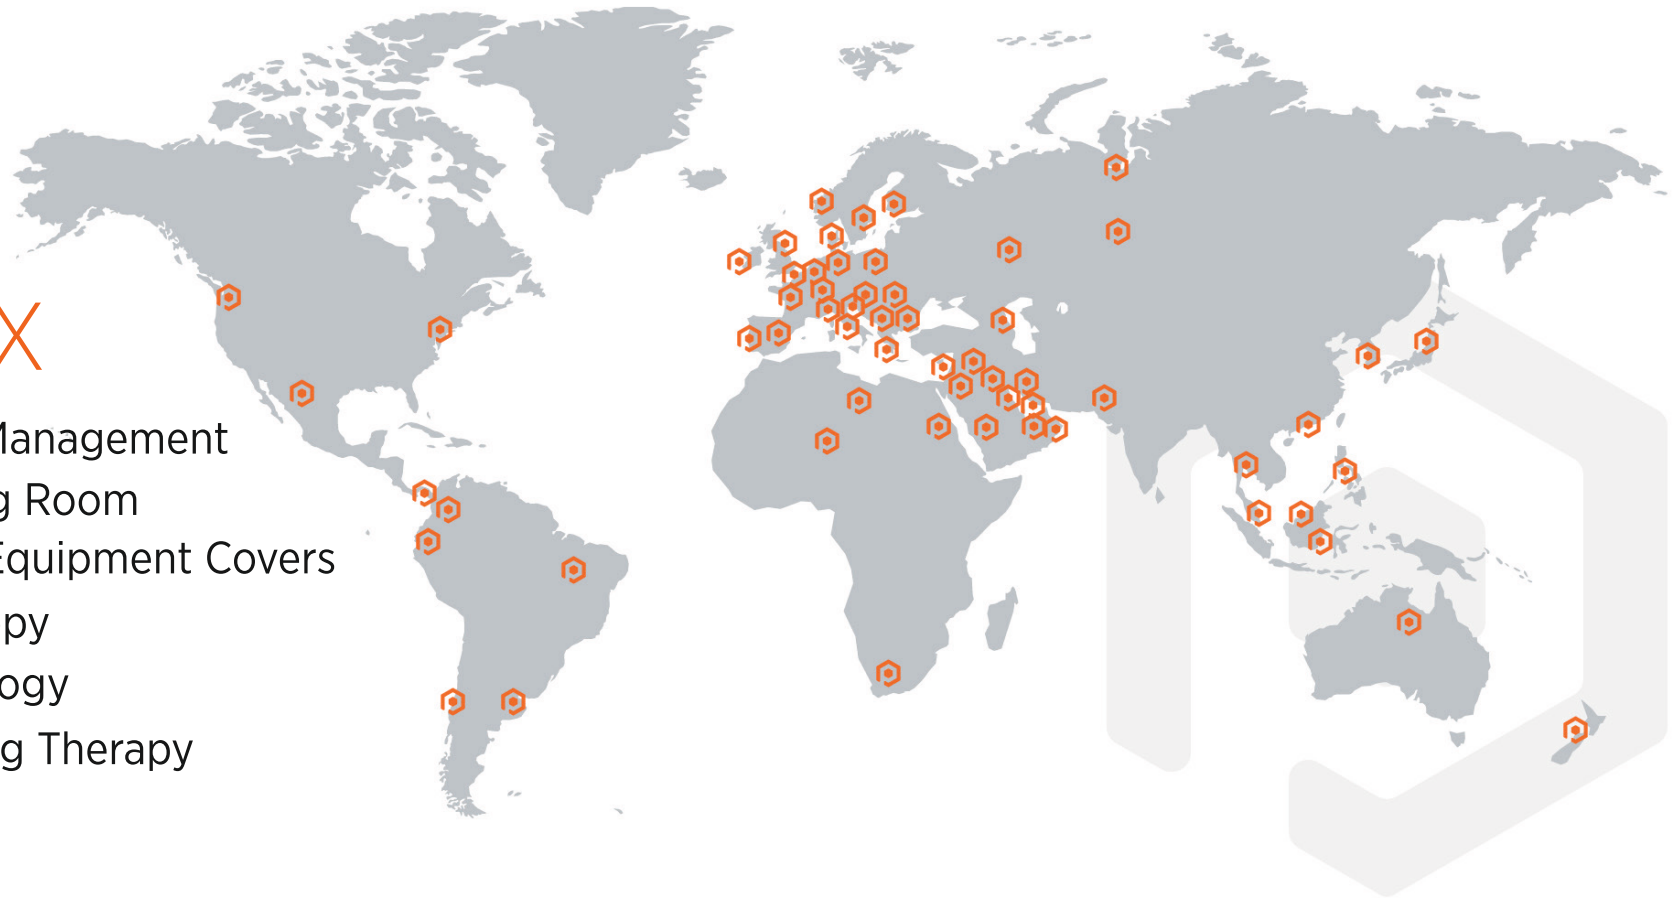 X
Management
g Room
Equipment Covers
py
ogy
g Therapy